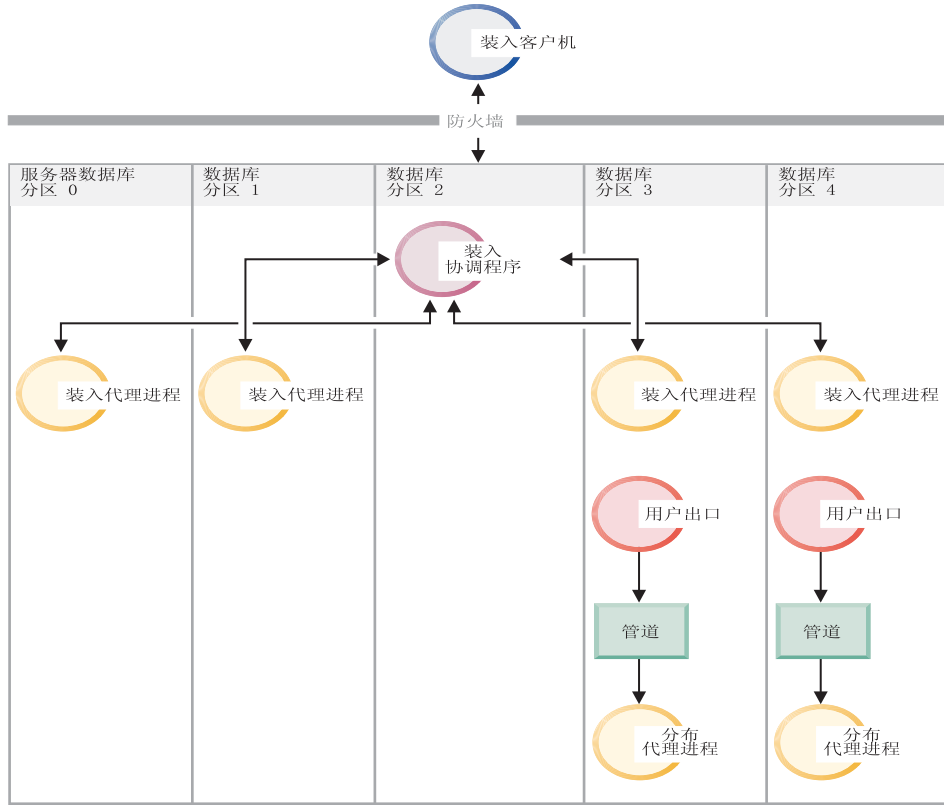 装入客户机
防火墙
服务器数据库
分区 0
数据库
分区 1
数据库
分区 2
数据库
分区 3
数据库
分区 4
装入
协调程序
装入代理进程
装入代理进程
装入代理进程
装入代理进程
用户出口
用户出口
管道
管道
分布
代理进程
分布
代理进程